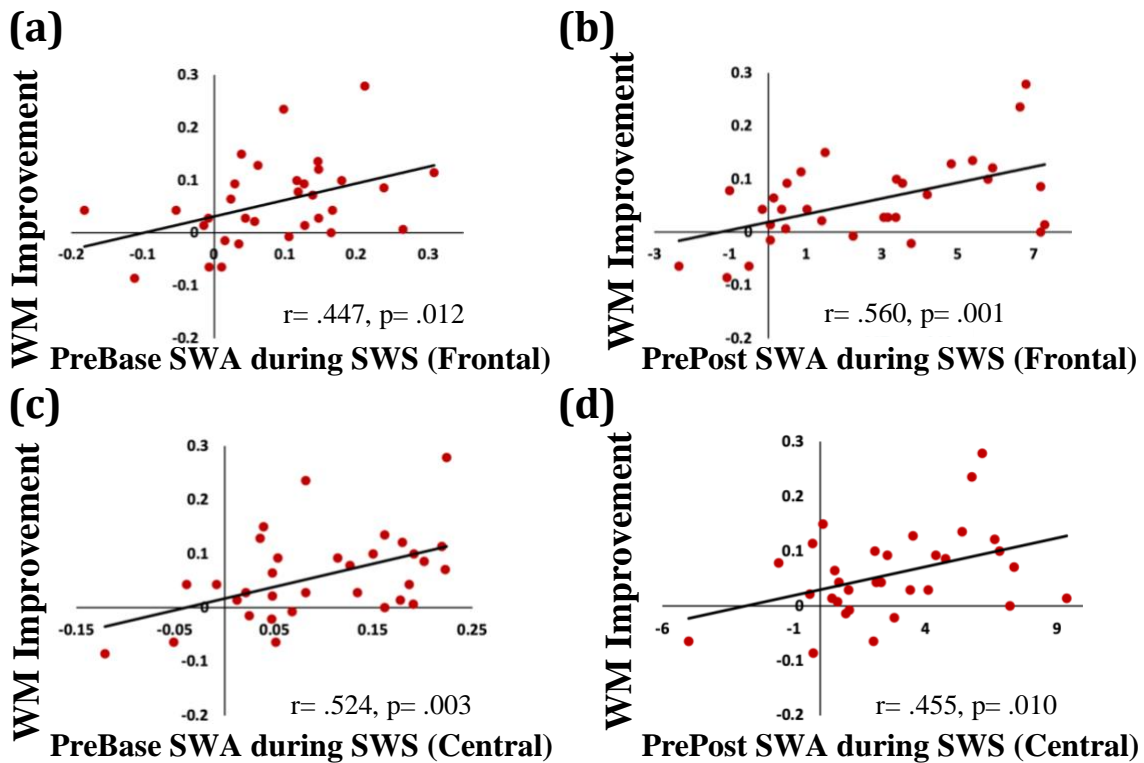 (a)
WM Improvement
0.3
0.2
0.1
0
-0.1
-0.2
-0.2 -0.1 0 0.1 0.2 0.3
r= .447, p= .012
PreBase SWA during SWS (Frontal)
(b)
WM Improvement
0.3
0.2
0.1
0
-0.1
-0.2
-3 -1 1 3 5 7
r= .560, p= .001
PrePost SWA during SWS (Frontal)
(c)
WM Improvement
0.3
0.2
0.1
0
-0.1
-0.2
-0.15 -0.05 0.05 0.15 0.25
r= .524, p= .003
PreBase SWA during SWS (Central)
(d)
WM Improvement
0.3
0.2
0.1
0
-0.1
-0.2
-6 -1 4 9
r= .455, p= .010
PrePost SWA during SWS (Central)